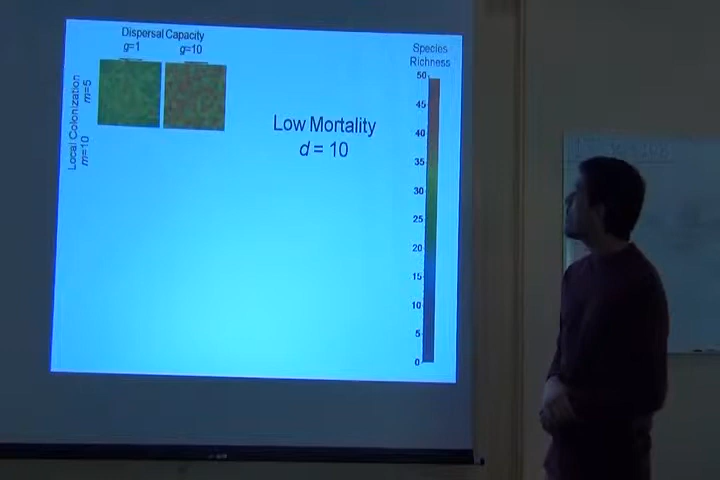 Dispersal Capacity
g=1 g=10
Local Colonization
m=5
m=10
Low Mortality
d = 10
Species
Richness
50
45
40
35
30
25
20
15
10
5
0